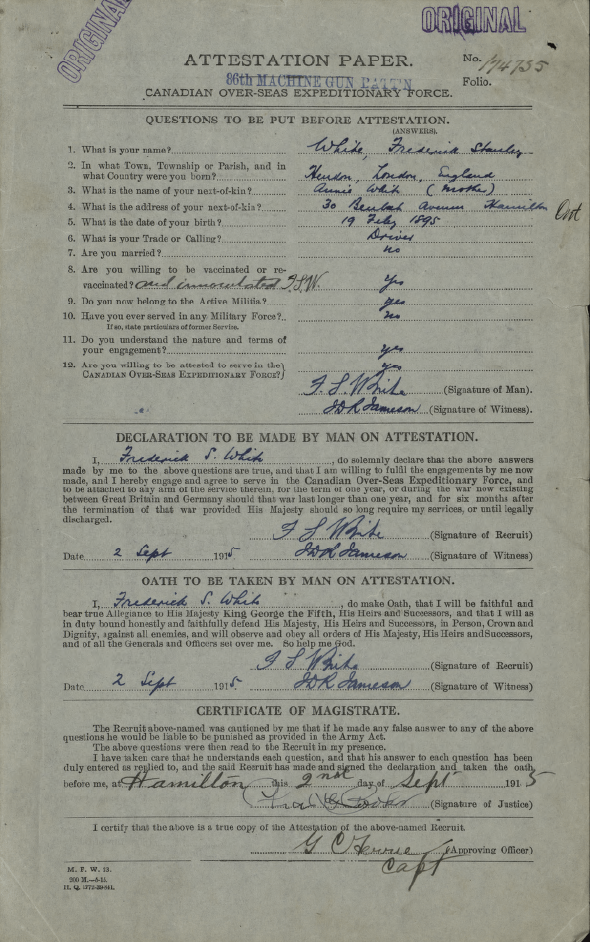 ORIGINAL
ORIGINAL
ATTESTATION PAPER.
No. 174735
86th MACHINE GUN BATT'N
Folio.
CANADIAN OVER-SEAS EXPEDITIONARY FORCE.
QUESTIONS TO BE PUT BEFORE ATTESTATION.
(ANSWERS).
1. What is your name? White, Frederick Stanley
2. In what Town, Township or Parish, and in
what Country were you born? Hendon, London, England
3. What is the name of your next-of-kin? Annie White (Mother)
4. What is the address of your next-of-kin? 30 Avenue Hamilton Ont
5. What is the date of your birth? 19 Feby 1895
6. What is your Trade or Calling? Driver
7. Are you married? no
8. Are you willing to be vaccinated or re-
vaccinated? and innoculated F.S.W. Yes
9. Do you now belong to the Active Militia? yes
10. Have you ever served in any Military Force? no
If so, state particulars of former Service.
11. Do you understand the nature and terms of
your engagement? yes
12. Are you willing to be attested to serve in the
CANADIAN OVER-SEAS EXPEDITIONARY FORCE? yes
F. S. White (Signature of Man).
JDR Jameson (Signature of Witness).
DECLARATION TO BE MADE BY MAN ON ATTESTATION.
I, Frederick S. White, do solemnly declare that the above answers
made by me to the above questions are true, and that I am willing to fulfil the engagements by me now
made, and I hereby engage and agree to serve in the Canadian Over-Seas Expeditionary Force, and
to be attached to any arm of the service therein, for the term of one year, or during the war now existing
between Great Britain and Germany should that war last longer than one year, and for six months after
the termination of that war provided His Majesty should so long require my services, or until legally
discharged.
F S White (Signature of Recruit)
Date 2 Sept 1915 JDR Jameson (Signature of Witness)
OATH TO BE TAKEN BY MAN ON ATTESTATION.
I, Frederick S. White, do make Oath, that I will be faithful and
bear true Allegiance to His Majesty King George the Fifth, His Heirs and Successors, and that I will as
in duty bound honestly and faithfully defend His Majesty, His Heirs and Successors, in Person, Crown and
Dignity, against all enemies, and will observe and obey all orders of His Majesty, His Heirs and Successors,
and of all the Generals and Officers set over me. So help me God.
F S White (Signature of Recruit)
Date 2 Sept 1915. JDR Jameson (Signature of Witness)
CERTIFICATE OF MAGISTRATE.
The Recruit above-named was cautioned by me that if he made any false answer to any of the above
questions he would be liable to be punished as provided in the Army Act.
The above questions were then read to the Recruit in my presence.
I have taken care that he understands each question, and that his answer to each question has been
duly entered as replied to, and the said Recruit has made and signed the declaration and taken the oath
before me, at Hamilton this 2nd day of Sept 1915
(Signature of Justice)
I certify that the above is a true copy of the Attestation of the above-named Recruit.
G C (Approving Officer)
Capt
M. F. W. 23.
200 M.—8-15.
H. Q. 1772-39-841.